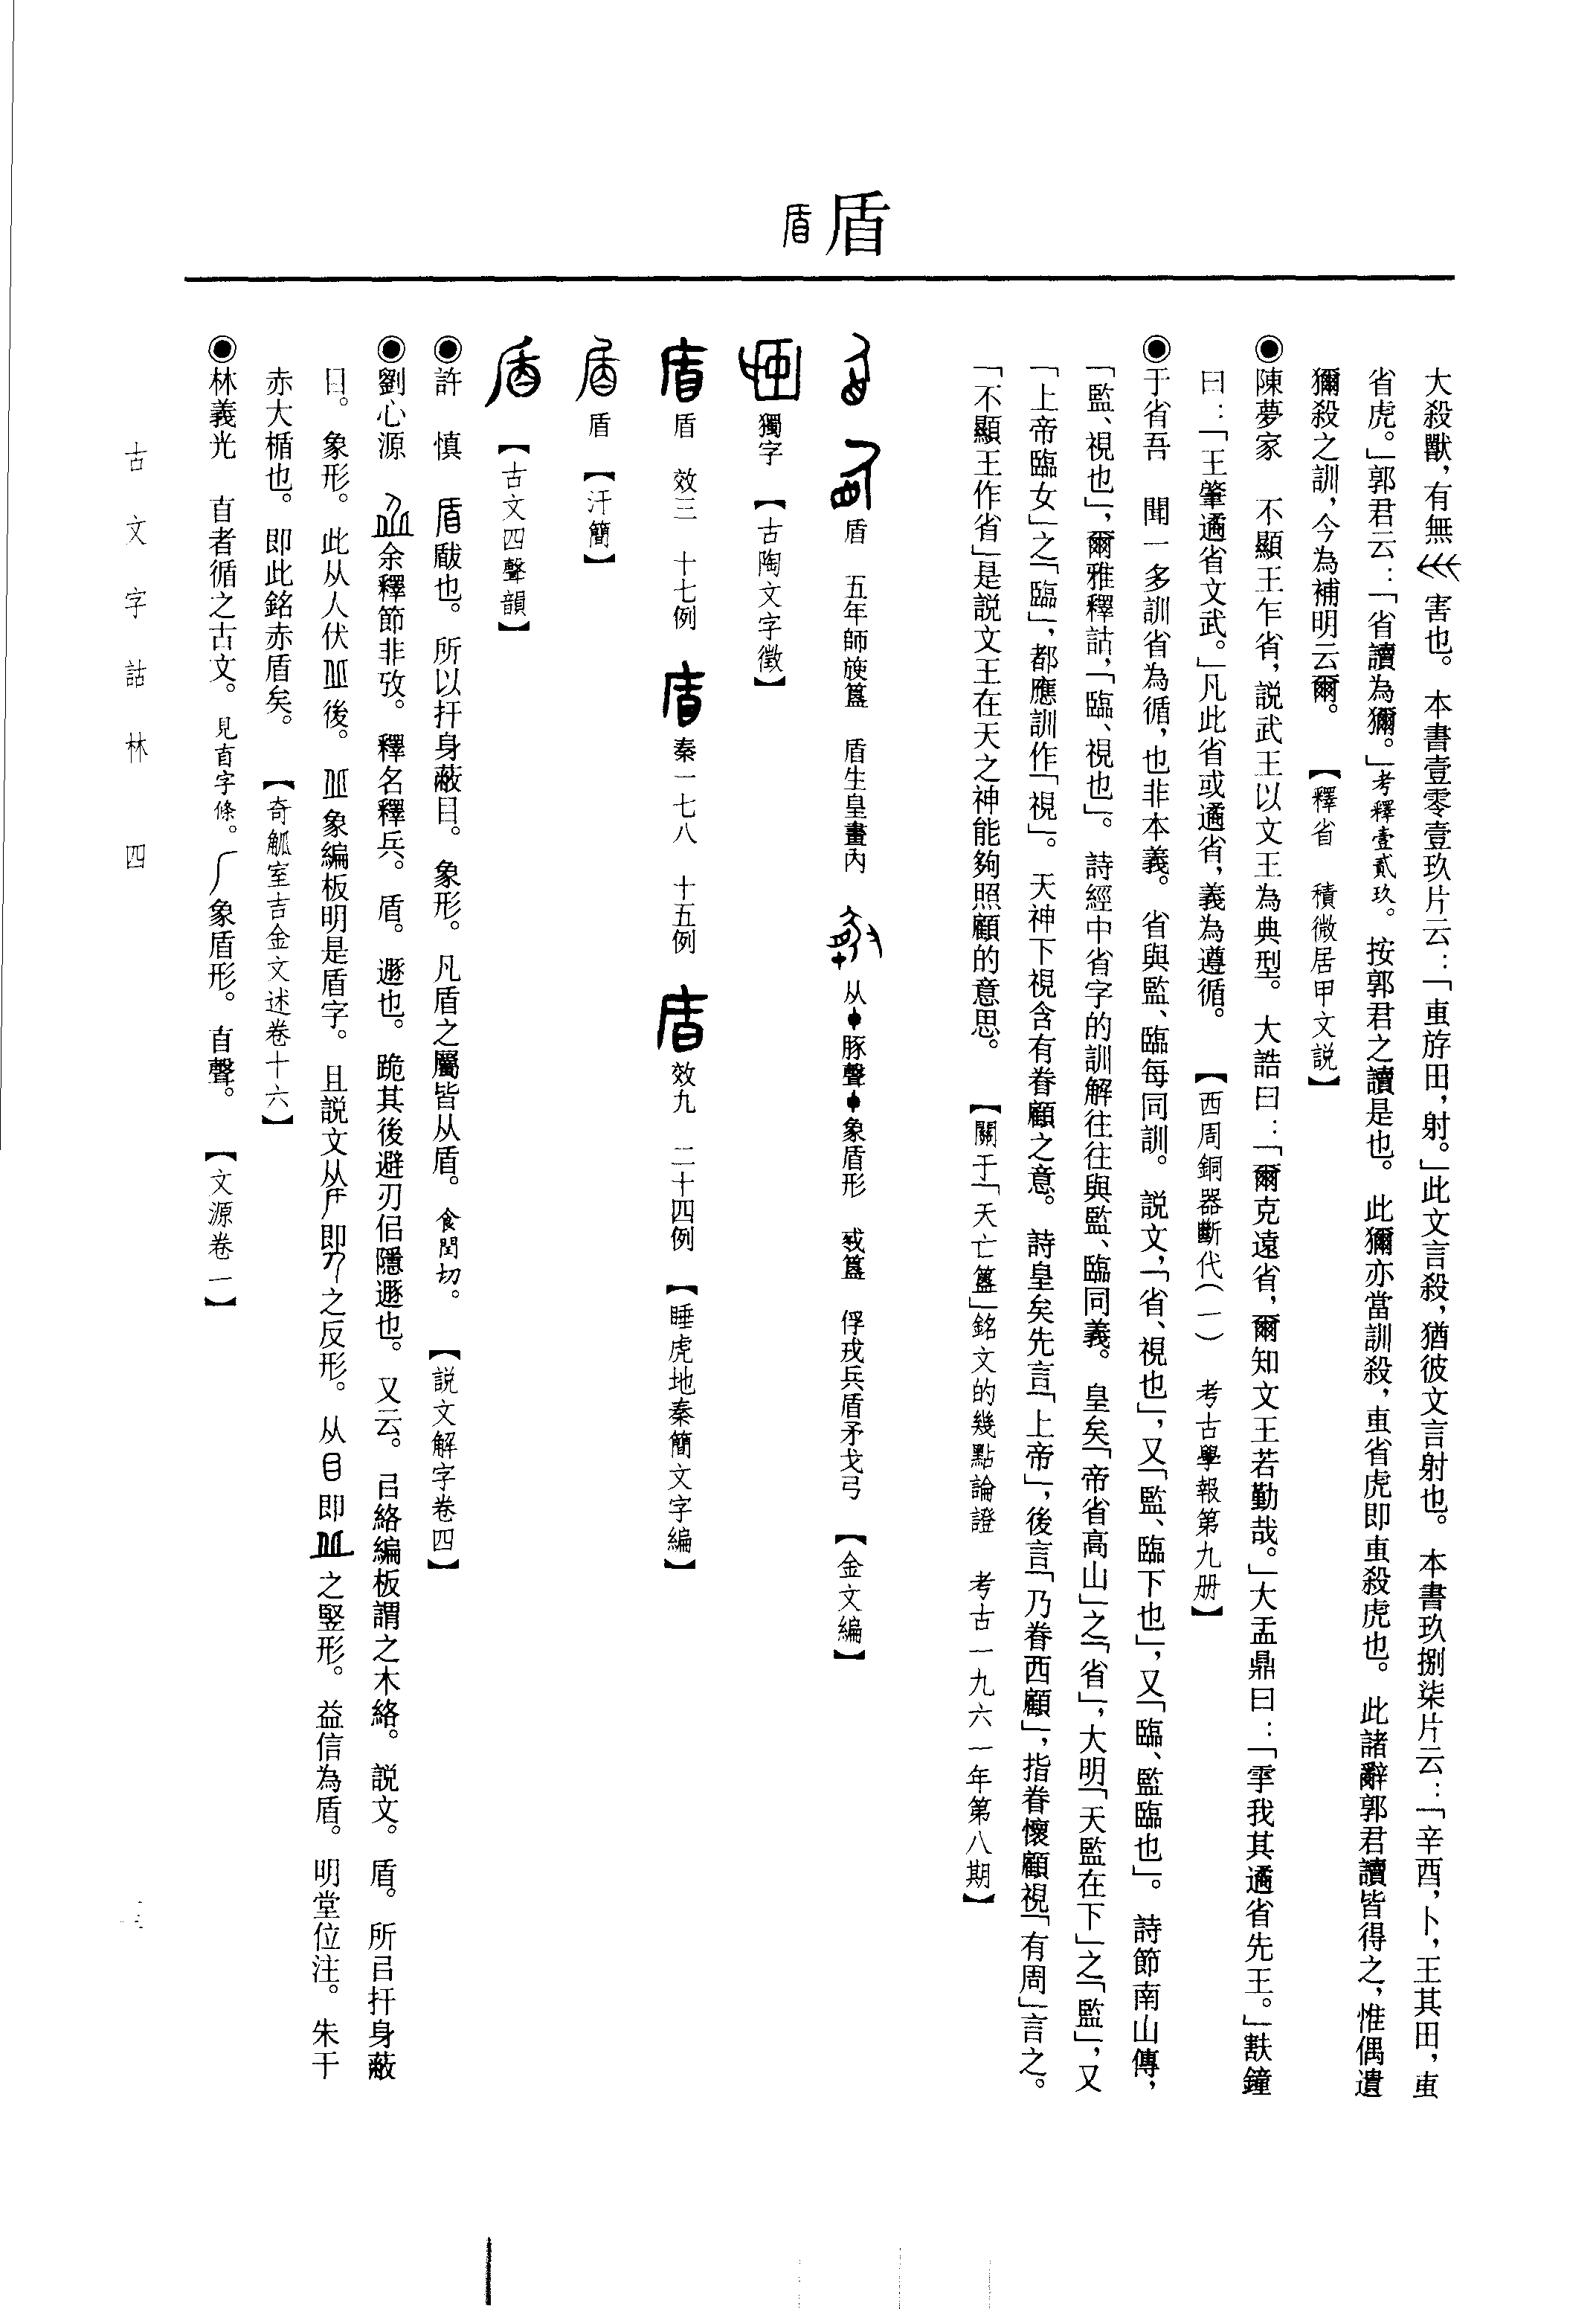 盾
盾
大殺獸，有無害也。本書壹零壹玖片云：「叀㫄田，射。」此文言殺，猶彼文言射也。本書玖捌柒片云：「辛酉，卜，王其田，叀
省虎。」郭君云：「省讀為獮。」考釋壹貳玖。按郭君之讀是也。此獮亦當訓殺，叀省虎即叀殺虎也。此諸辭郭君讀皆得之，惟偶遺
獮殺之訓，今為補明云爾。【釋省 積微居甲文説】
◉陳夢家 不顯王乍省，説武王以文王為典型。大誥曰：「爾克遠省，爾知文王若勤哉。」大盂鼎曰：「雩我其遹省先王。」㝬鐘
曰：「王肇遹省文武。」凡此省或遹省，義為遵循。【西周銅器斷代（一） 考古學報第九册】
◉于省吾 聞一多訓省為循，也非本義。省與監、臨每同訓。説文，「省、視也」，又「監、臨下也」，又「臨、監臨也」。詩節南山傳，
「監、視也」，爾雅釋詁，「臨、視也」。詩經中省字的訓解往往與監、臨同義。皇矣「帝省高山」之「省」，大明「天監在下」之「監」，又
「上帝臨女」之「臨」，都應訓作「視」。天神下視含有眷顧之意。詩皇矣先言「上帝」，後言「乃眷西顧」，指眷懷顧視「有周」言之。
「不顯王作省」是説文王在天之神能夠照顧的意思。【關于「天亡簋」銘文的幾點論證 考古一九六一年第八期】
盾 五年師旋簋 盾生皇畫內 从豚聲象盾形 𢧢簋 俘戎兵盾矛戈弓【金文編】
獨字【古陶文字徵】
盾 效三 十七例 秦一七八 十五例 效九 二十四例【睡虎地秦簡文字編】
盾【汗簡】
【古文四聲韻】
◉許 慎 盾瞂也。所以扞身蔽目。象形。凡盾之屬皆从盾。食閏切。【説文解字卷四】
◉劉心源 余釋節非攷。釋名釋兵。盾。遯也。跪其後避刃㠯隱遯也。又云。㠯絡編板謂之木絡。説文。盾。所㠯扞身蔽
目。象形。此从人伏後。象編板明是盾字。且説文从即之反形。从目即之竪形。益信為盾。明堂位注。朱干
赤大楯也。即此銘赤盾矣。【奇觚室吉金文述卷十六】
◉林義光 𥄂者循之古文。見𥄂字條。象盾形。𥄂聲。【文源卷一】
古文字詁林 四